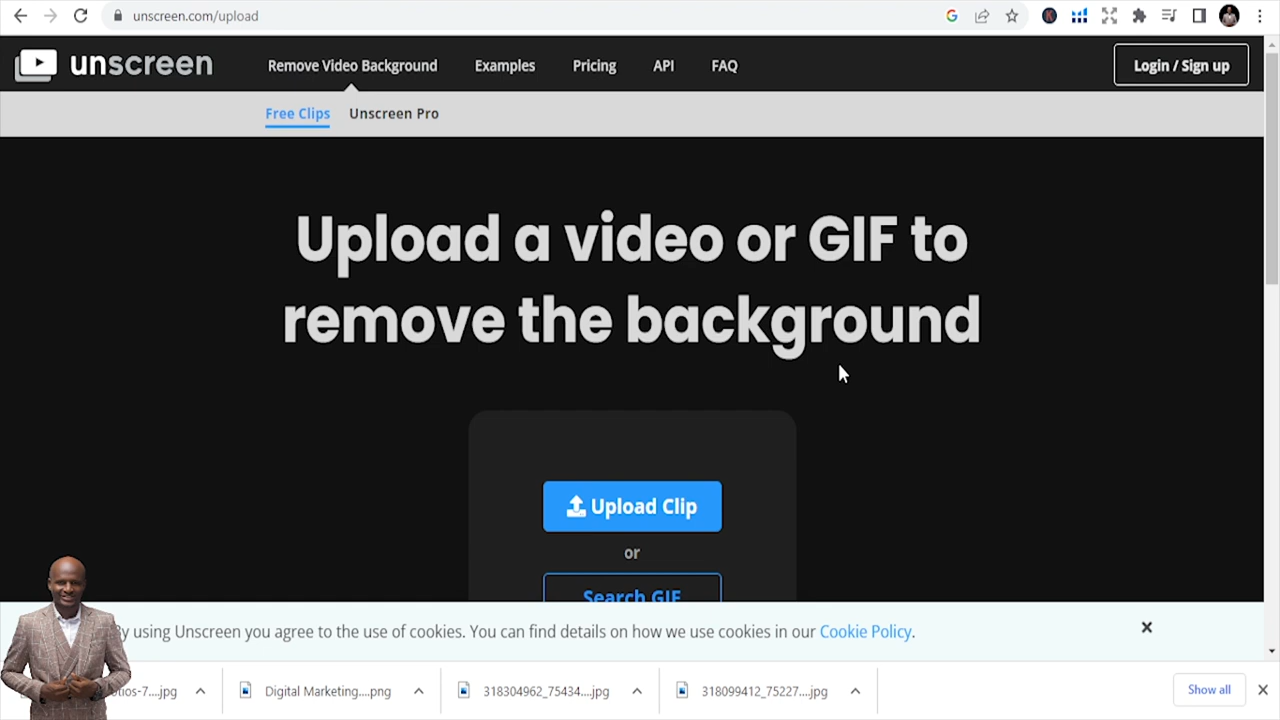 unscreen.com/upload
unscreen
Remove Video Background
Examples
Pricing
API
FAQ
Login / Sign up
Free Clips
Unscreen Pro
Upload a video or GIF to
remove the background
Upload Clip
or
Search GIF
By using Unscreen you agree to the use of cookies. You can find details on how we use cookies in our Cookie Policy.
Digital Marketing....png
318304962_75434....jpg
318099412_75227....jpg
Show all